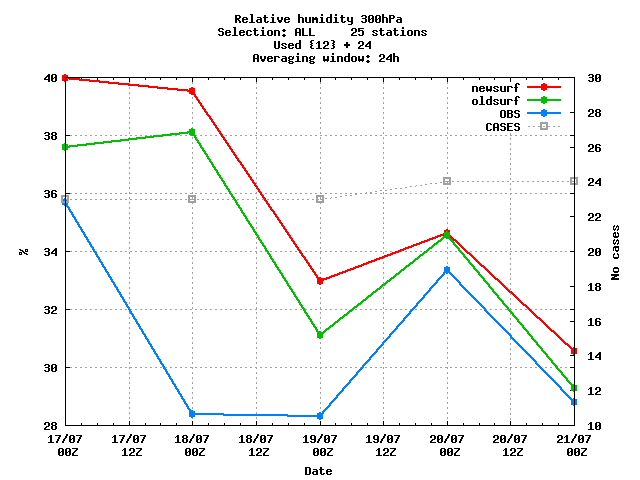 Relative humidity 300hPa
Selection: ALL     25 stations
Used {12} + 24
Averaging window: 24h
newsurf
oldsurf
OBS
CASES
40
38
36
34
32
30
28
%
30
28
26
24
22
20
18
16
14
12
10
No cases
17/07 17/07 18/07 18/07 19/07 19/07 20/07 20/07 21/07
00Z 12Z 00Z 12Z 00Z 12Z 00Z 12Z 00Z
Date